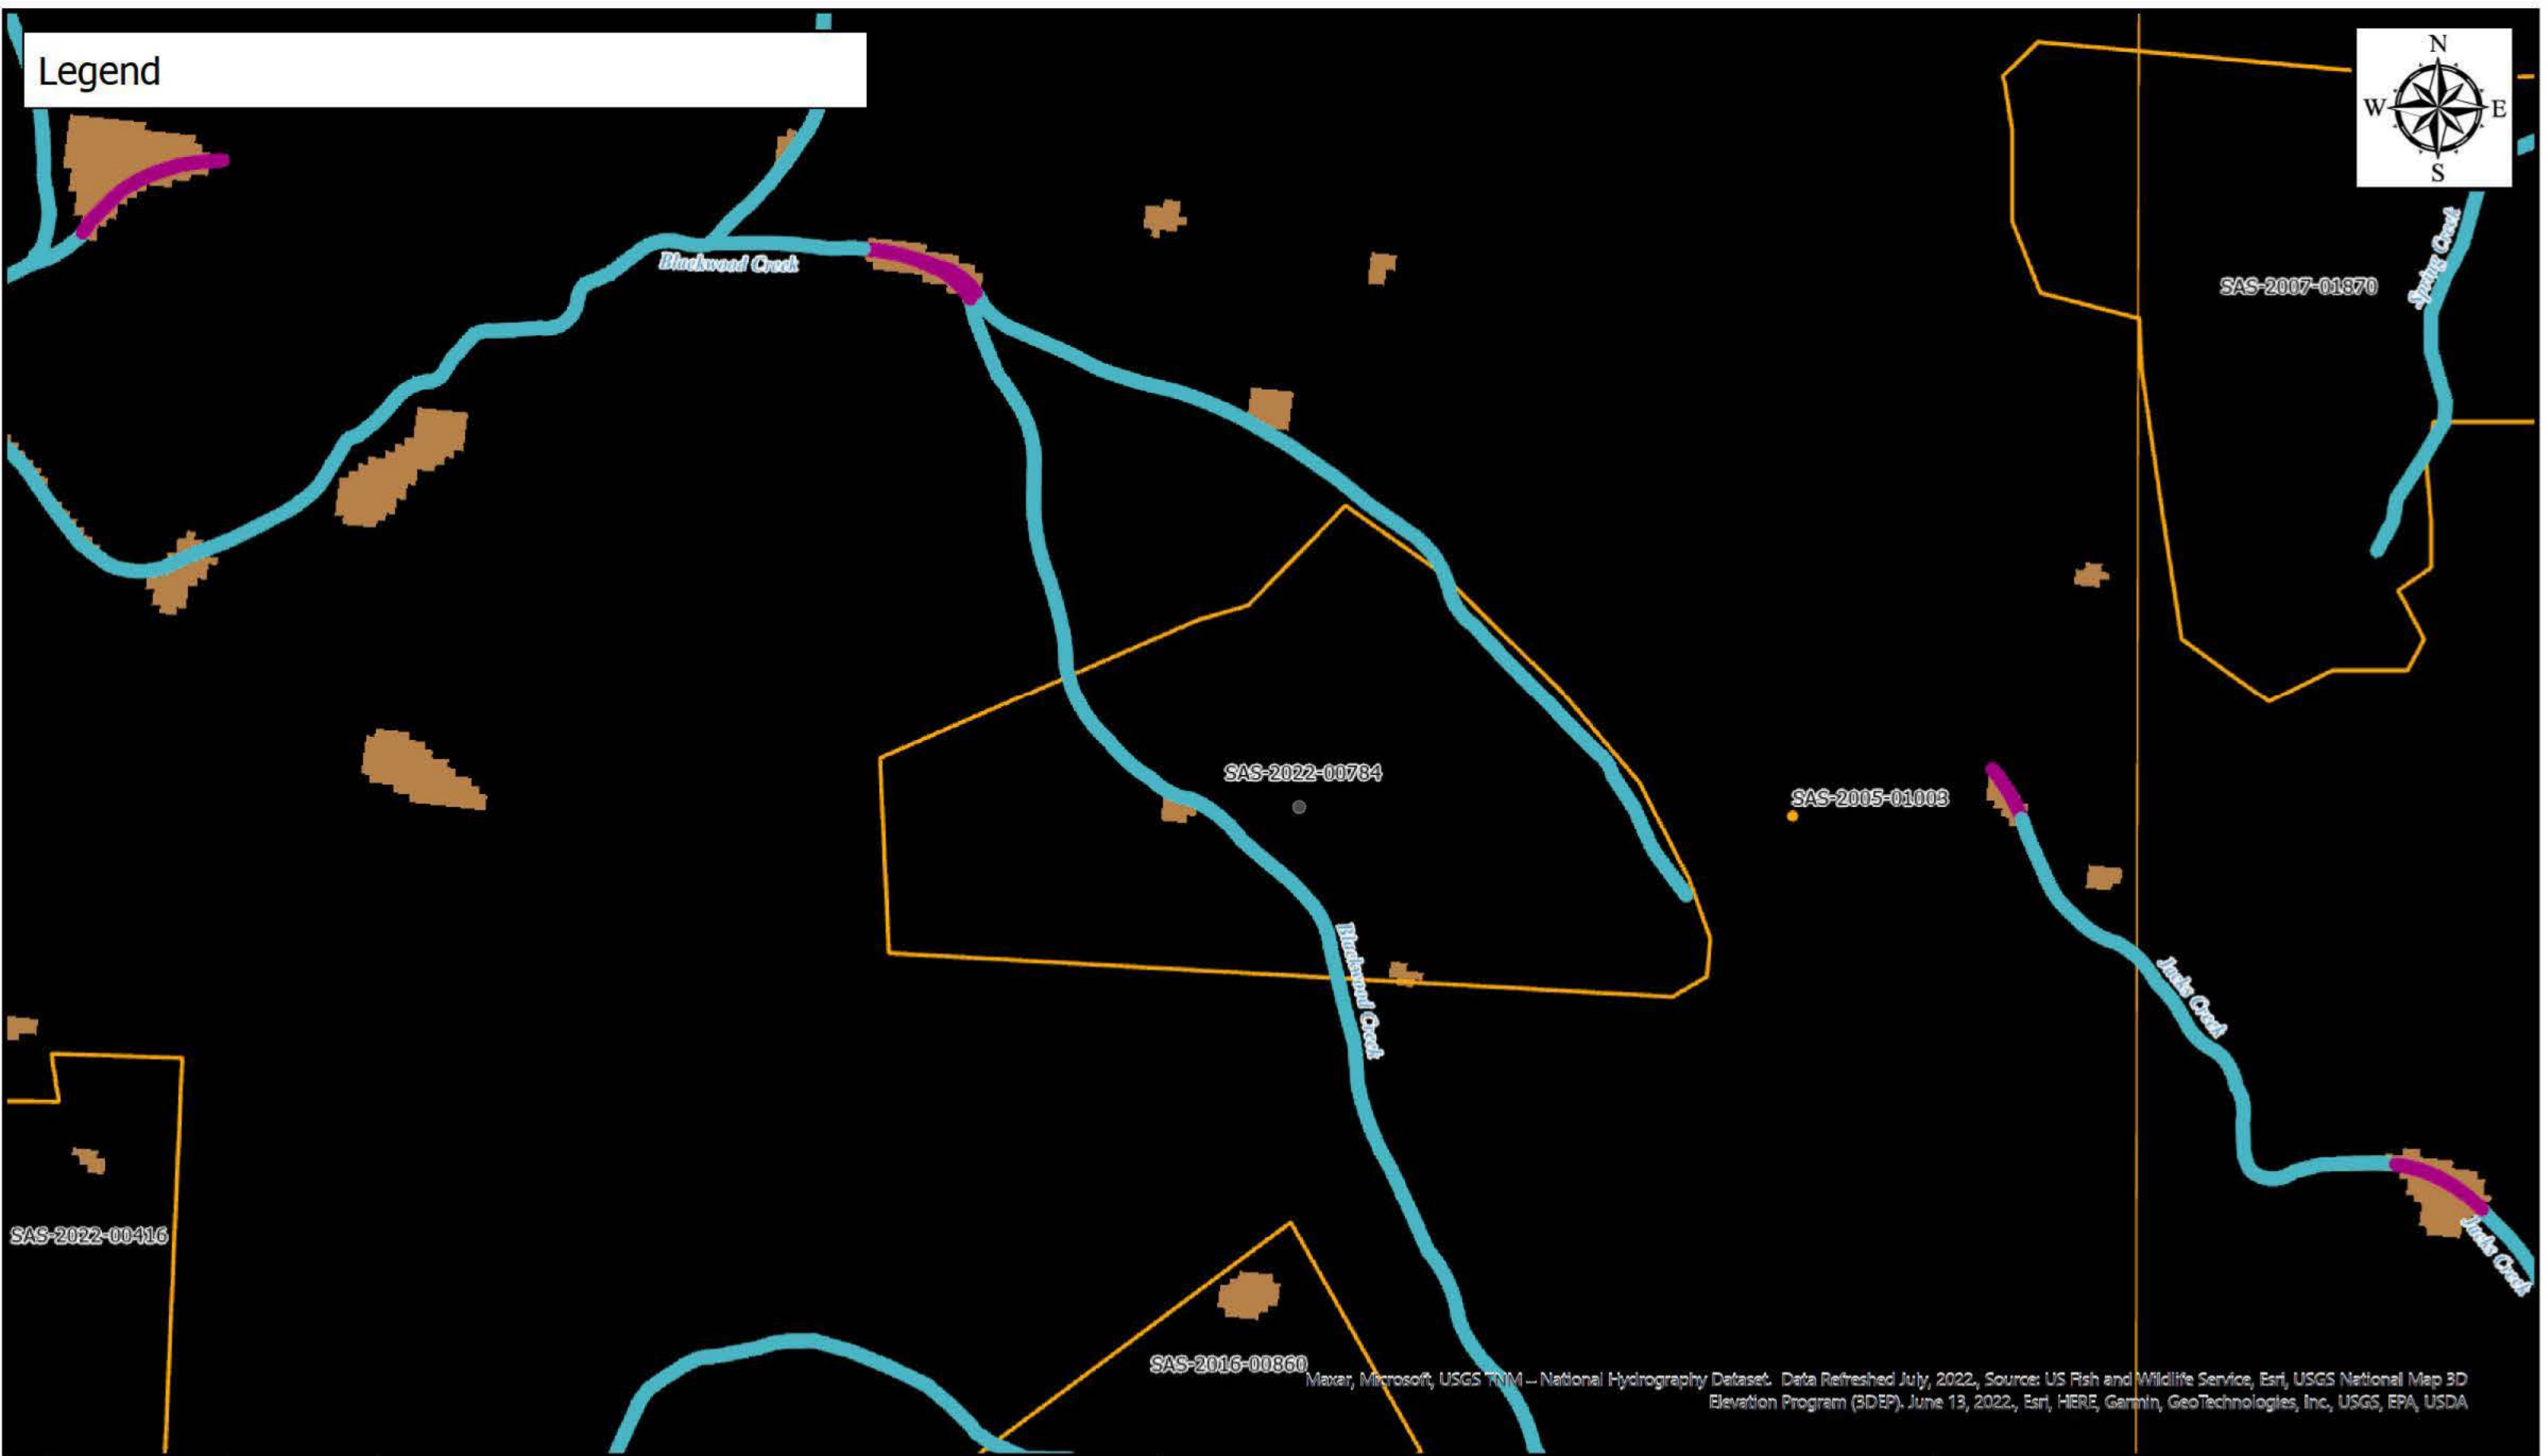 Legend
N
W E
S
Spring Creek
Blackwood Creek
SAS-2007-01870
SAS-2022-00784
SAS-2005-01003
Blackwood Creek
Jacks Creek
SAS-2022-00416
Jacks Creek
SAS-2016-00860
Maxar, Microsoft, USGS TNM – National Hydrography Dataset. Data Refreshed July, 2022., Source: US Fish and Wildlife Service, Esri, USGS National Map 3D
Elevation Program (3DEP). June 13, 2022., Esri, HERE, Garmin, GeoTechnologies, Inc., USGS, EPA, USDA